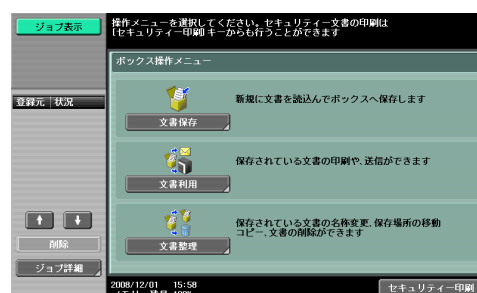 ジョブ表示
操作メニューを選択してください。セキュリティー文書の印刷は
[セキュリティー印刷] キーからも行うことができます
ボックス操作メニュー
登録元 状況
新規に文書を読込んでボックスへ保存します
文書保存
保存されている文書の印刷や、送信ができます
文書利用
保存されている文書の名称変更、保存場所の移動
コピー、文書の削除ができます
文書整理
削除
ジョブ詳細
2008/12/01 15:58
セキュリティー印刷